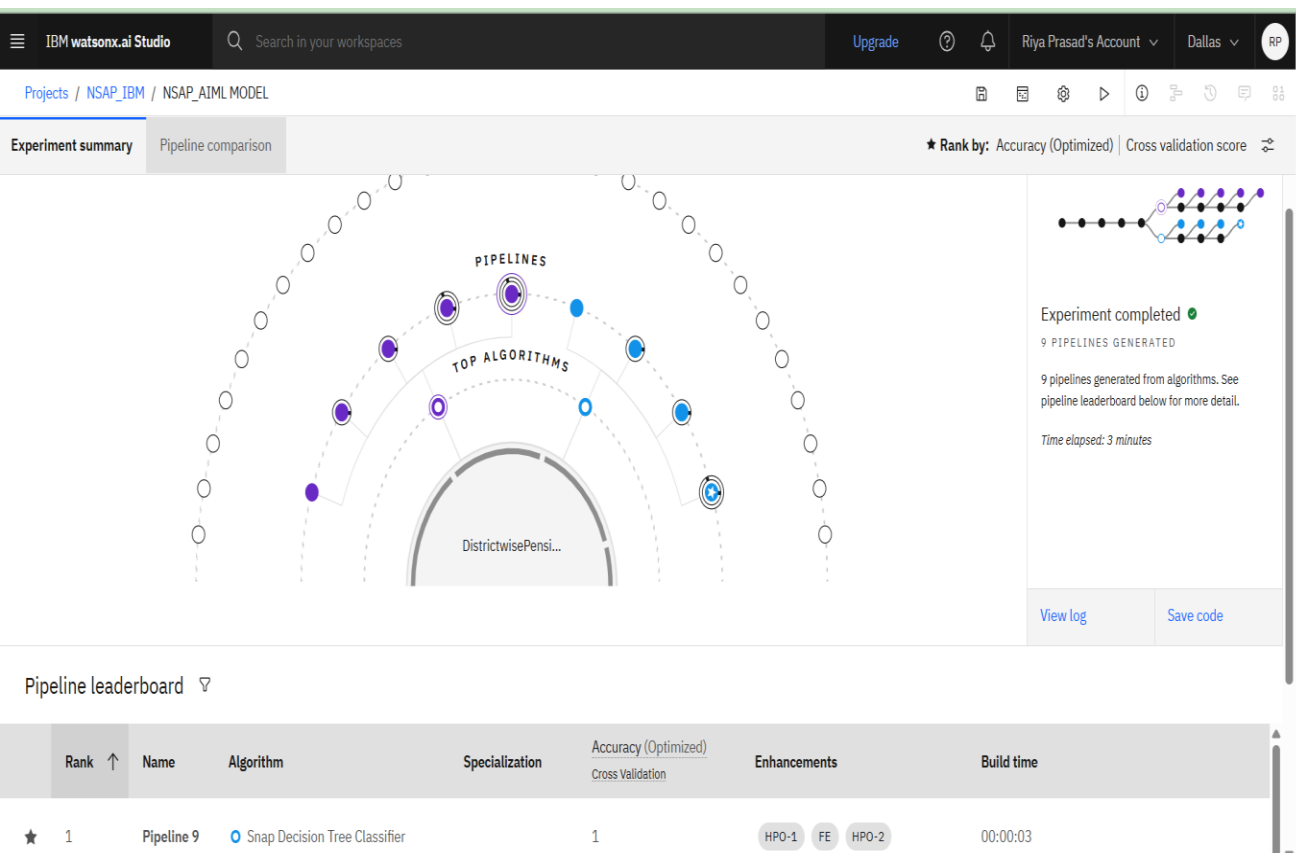 IBM watsonx.ai Studio
Search in your workspaces
Upgrade
Riya Prasad's Account
Dallas
RP
Projects / NSAP_IBM / NSAP_AIML MODEL
Experiment summary
Pipeline comparison
Rank by: Accuracy (Optimized) | Cross validation score
PIPELINES
TOP ALGORITHMS
DistrictwisePensi...
Experiment completed
9 PIPELINES GENERATED
9 pipelines generated from algorithms. See
pipeline leaderboard below for more detail.
Time elapsed: 3 minutes
View log
Save code
Pipeline leaderboard
Rank Name Algorithm Specialization Accuracy (Optimized) Enhancements Build time
Cross Validation
1 Pipeline 9 Snap Decision Tree Classifier 1 HPO-1 FE HPO-2 00:00:03